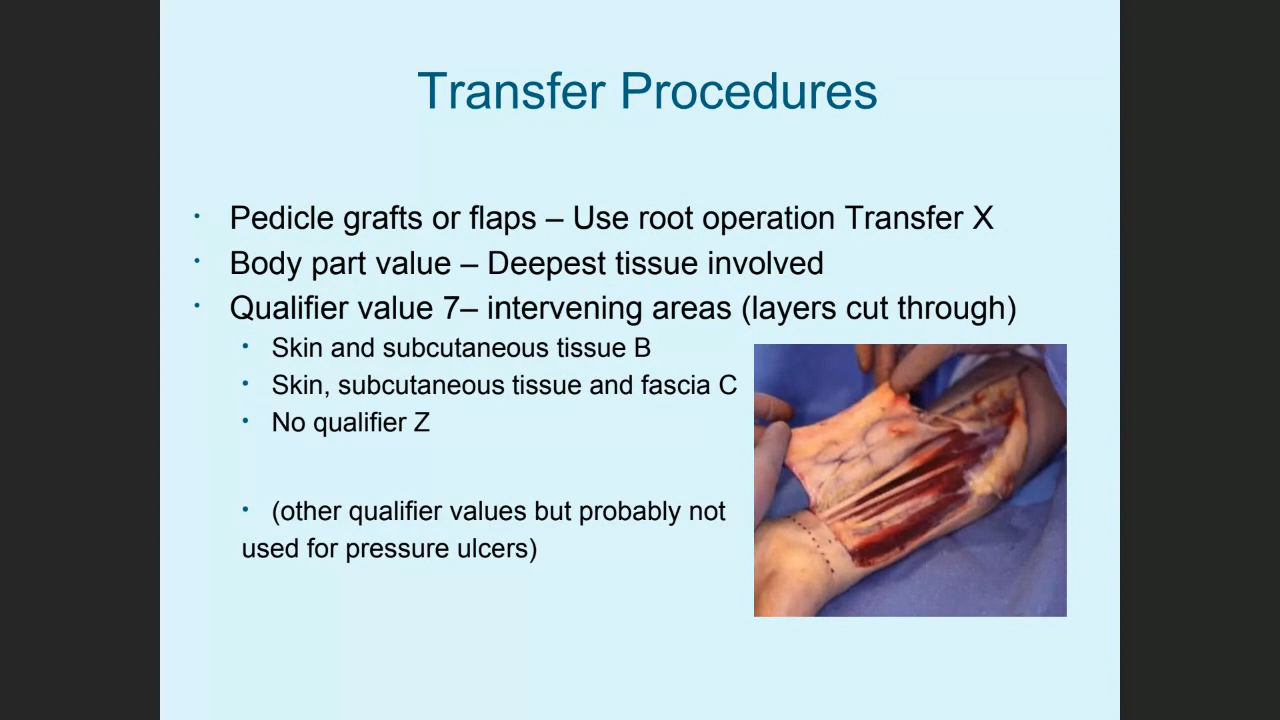 Transfer Procedures
• Pedicle grafts or flaps – Use root operation Transfer X
• Body part value – Deepest tissue involved
• Qualifier value 7– intervening areas (layers cut through)
• Skin and subcutaneous tissue B
• Skin, subcutaneous tissue and fascia C
• No qualifier Z
• (other qualifier values but probably not
used for pressure ulcers)